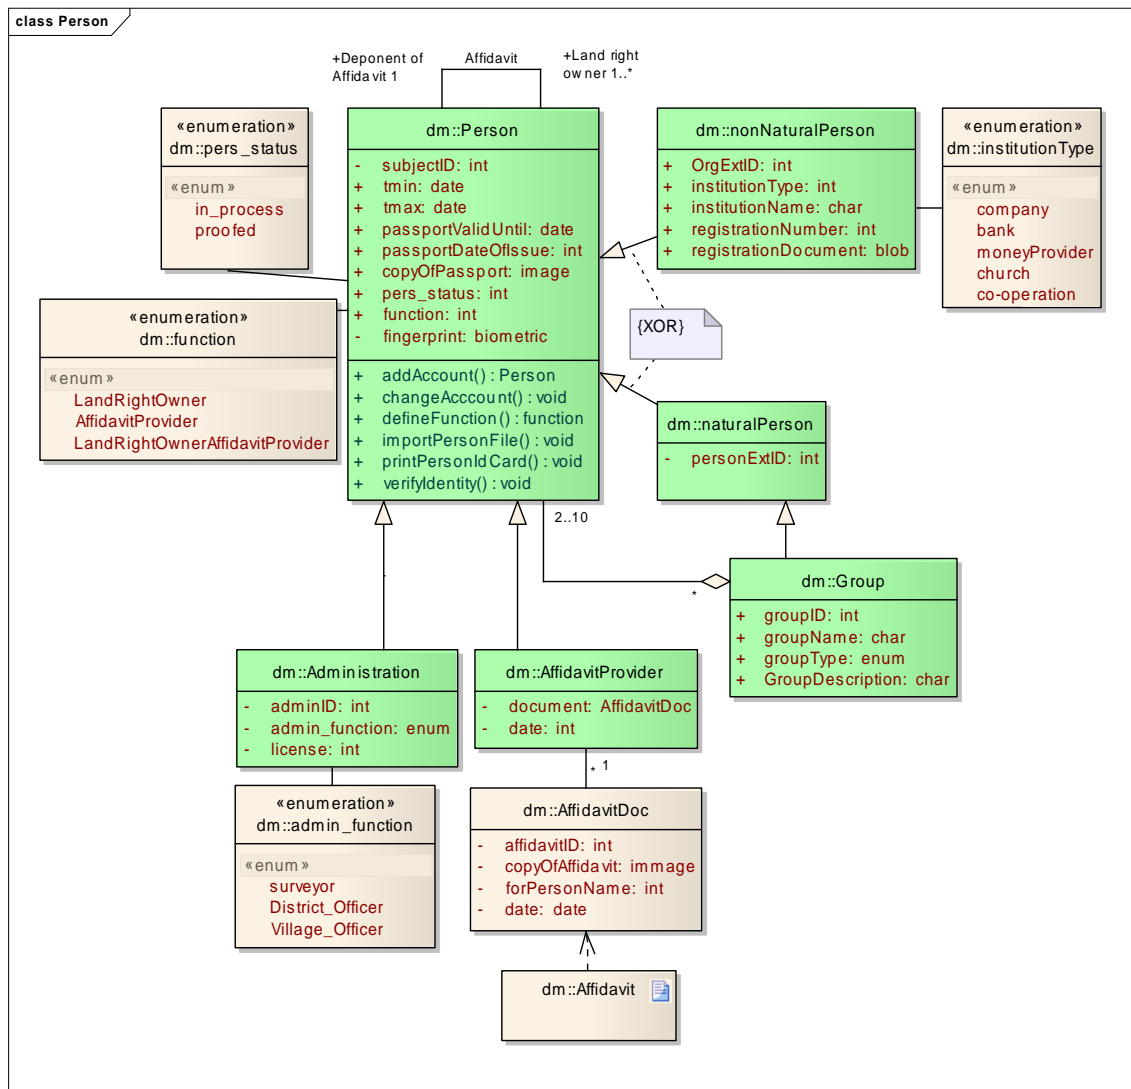 class Person
+Deponent of
Affidavit 1
Affidavit
+Land right
owner 1..*
«enumeration»
dm::pers_status
«enum»
in_process
proofed
dm::Person
- subjectID: int
+ tmin: date
+ tmax: date
+ passportValidUntil: date
+ passportDateOfIssue: int
+ copyOfPassport: image
+ pers_status: int
+ function: int
- fingerprint: biometric
+ addAccount() : Person
+ changeAcccount() : void
+ defineFunction() : function
+ importPersonFile() : void
+ printPersonIdCard() : void
+ verifyIdentity() : void
dm::nonNaturalPerson
+ OrgExtID: int
+ institutionType: int
+ institutionName: char
+ registrationNumber: int
+ registrationDocument: blob
«enumeration»
dm::institutionType
«enum»
company
bank
moneyProvider
church
co-operation
«enumeration»
dm::function
«enum»
LandRightOwner
AffidavitProvider
LandRightOwnerAffidavitProvider
{XOR}
dm::naturalPerson
- personExtID: int
2..10
*
dm::Group
+ groupID: int
+ groupName: char
+ groupType: enum
+ GroupDescription: char
dm::Administration
- adminID: int
- admin_function: enum
- license: int
dm::AffidavitProvider
- document: AffidavitDoc
- date: int
* 1
«enumeration»
dm::admin_function
«enum»
surveyor
District_Officer
Village_Officer
dm::AffidavitDoc
- affidavitID: int
- copyOfAffidavit: immage
- forPersonName: int
- date: date
dm::Affidavit